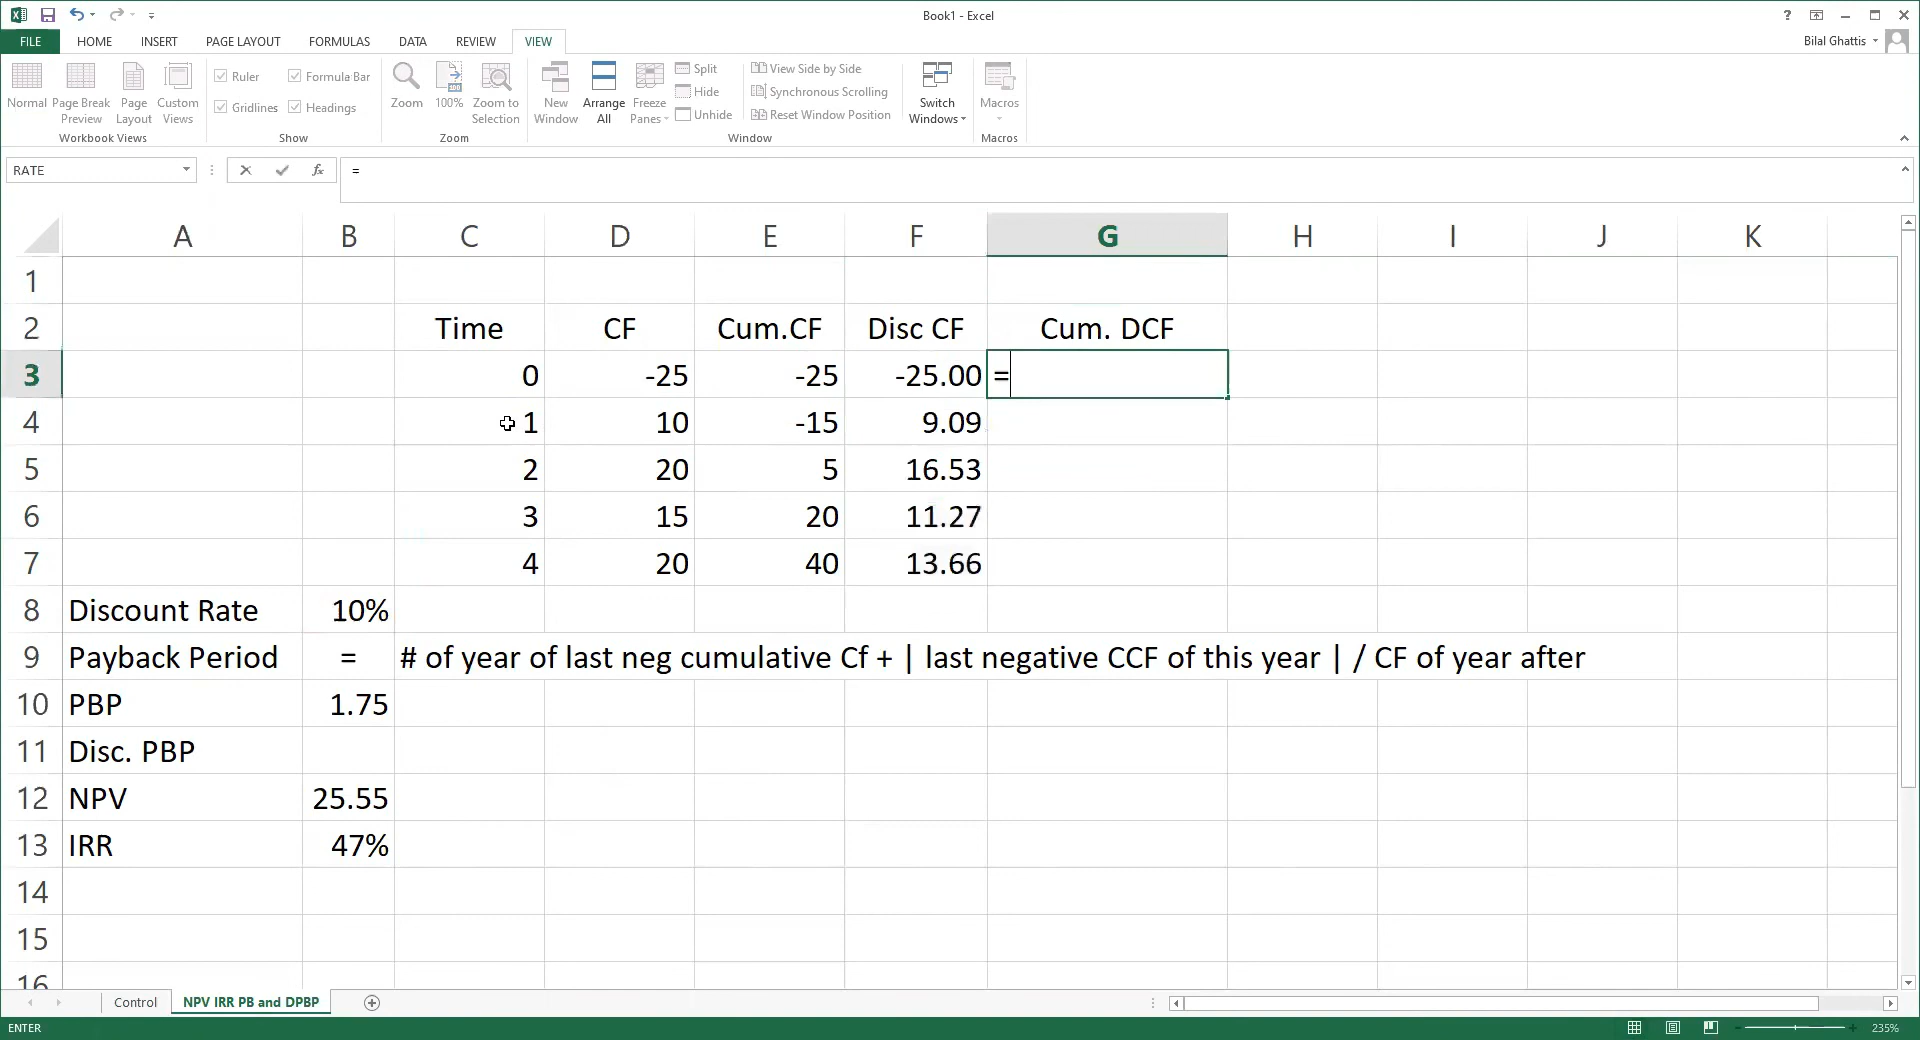 Book1 - Excel
?
FILE HOME INSERT PAGE LAYOUT FORMULAS DATA REVIEW VIEW
Bilal Ghattis
Normal
Page Break Preview
Page Layout
Custom Views
Workbook Views
Ruler
Formula Bar
Gridlines
Headings
Show
Zoom
100%
Zoom to Selection
Zoom
New Window
Arrange All
Freeze Panes
Split
Hide
Unhide
View Side by Side
Synchronous Scrolling
Reset Window Position
Window
Switch Windows
Macros
Macros
RATE
fx
=
A B C D E F G H I J K
1
2 Time CF Cum.CF Disc CF Cum. DCF
3 0 -25 -25 -25.00 =
4 1 10 -15 9.09
5 2 20 5 16.53
6 3 15 20 11.27
7 4 20 40 13.66
8 Discount Rate 10%
9 Payback Period = # of year of last neg cumulative Cf + | last negative CCF of this year | / CF of year after
10 PBP 1.75
11 Disc. PBP
12 NPV 25.55
13 IRR 47%
14
15
16
Control NPV IRR PB and DPBP
ENTER
235%